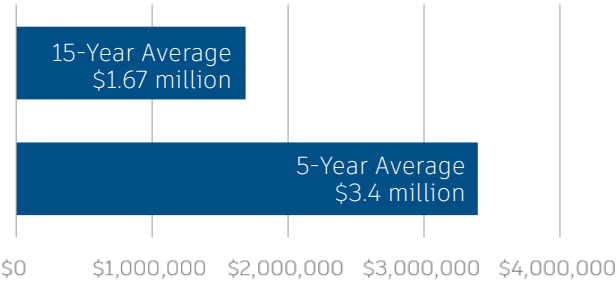 15-Year Average
$1.67 million
5-Year Average
$3.4 million
$0 $1,000,000 $2,000,000 $3,000,000 $4,000,000